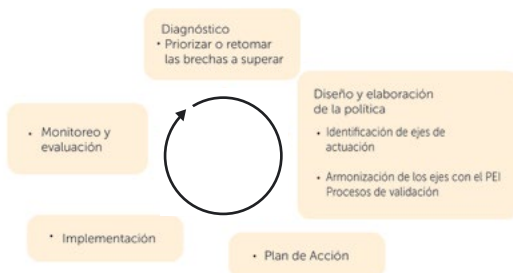 Diagnóstico
• Priorizar o retomar
las brechas a superar
Diseño y elaboración
de la política
• Identificación de ejes de
actuación
• Armonización de los ejes con el PEI
Procesos de validación
• Plan de Acción
• Implementación
• Monitoreo y
evaluación